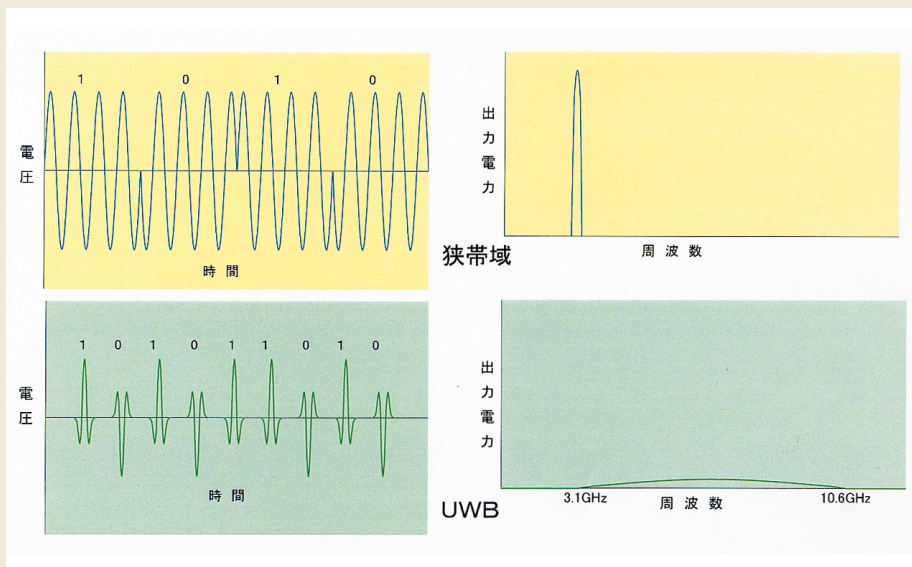 1 0 1 0
電圧
時間
出力電力
周波数
狭帯域
1 0 1 0 1 1 0 1 0
電圧
時間
出力電力
3.1GHz 周波数 10.6GHz
UWB